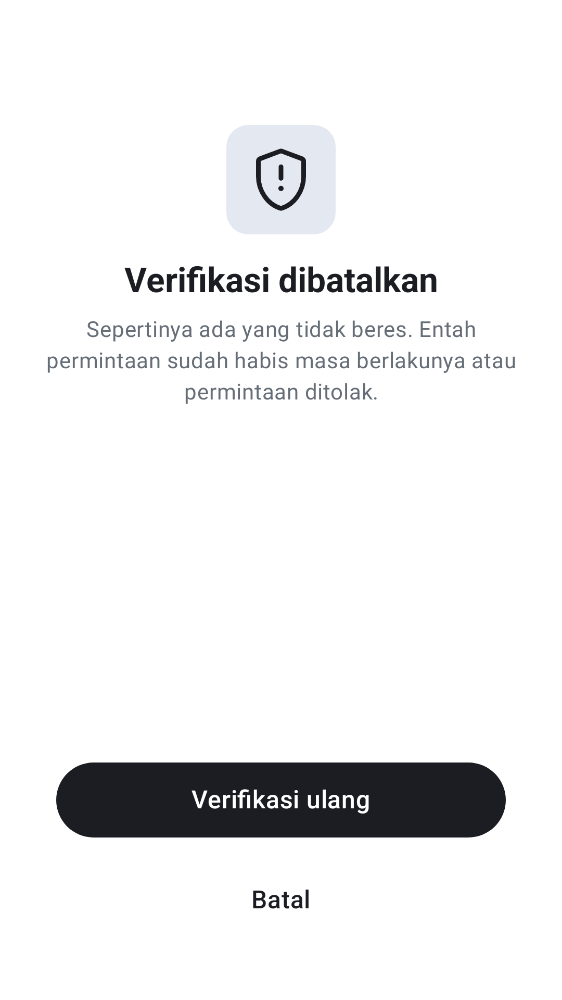 Verifikasi dibatalkan
Sepertinya ada yang tidak beres. Entah
permintaan sudah habis masa berlakunya atau
permintaan ditolak.
Verifikasi ulang
Batal